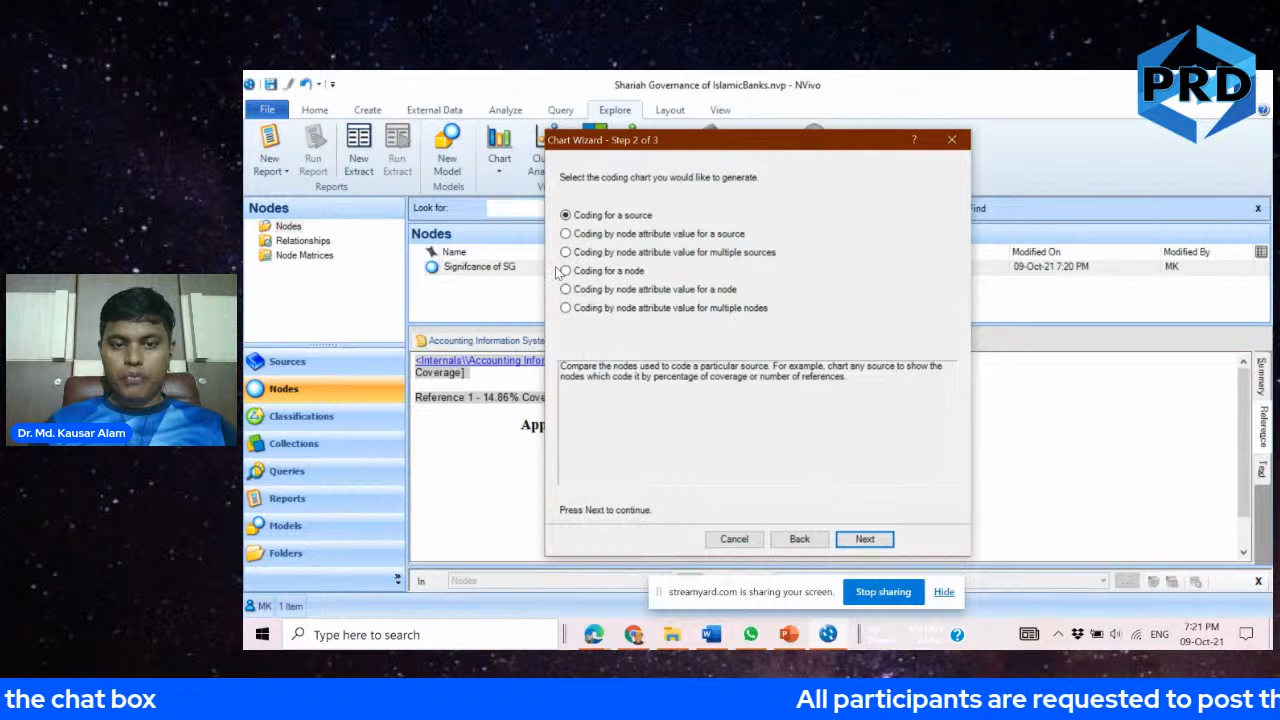 PRD
Shariah Governance of IslamicBanks.nvp - NVivo
File Home Create External Data Analyze Query Explore Layout View
New Report
Run Report
New Extract
Run Extract
New Model
Chart
Reports
Models
Chart Wizard - Step 2 of 3
Select the coding chart you would like to generate.
Coding for a source
Coding by node attribute value for a source
Coding by node attribute value for multiple sources
Coding for a node
Coding by node attribute value for a node
Coding by node attribute value for multiple nodes
Compare the nodes used to code a particular source. For example, chart any source to show the
nodes which code it by percentage of coverage or number of references.
Press Next to continue.
Cancel Back Next
Nodes
Nodes
Relationships
Node Matrices
Look for:
Nodes
Name
Modified On
Modified By
Signifcance of SG
09-Oct-21 7:20 PM
MK
Sources
Nodes
Classifications
Collections
Queries
Reports
Models
Folders
<Internals\\Accounting
Coverage]
Reference 1 - 14.86%
Summary
Reference
Text
In Nodes
MK 1 Item
streamyard.com is sharing your screen. Stop sharing Hide
Type here to search
ENG
7:21 PM
09-Oct-21
Dr. Md. Kausar Alam
the chat box
All participants are requested to post